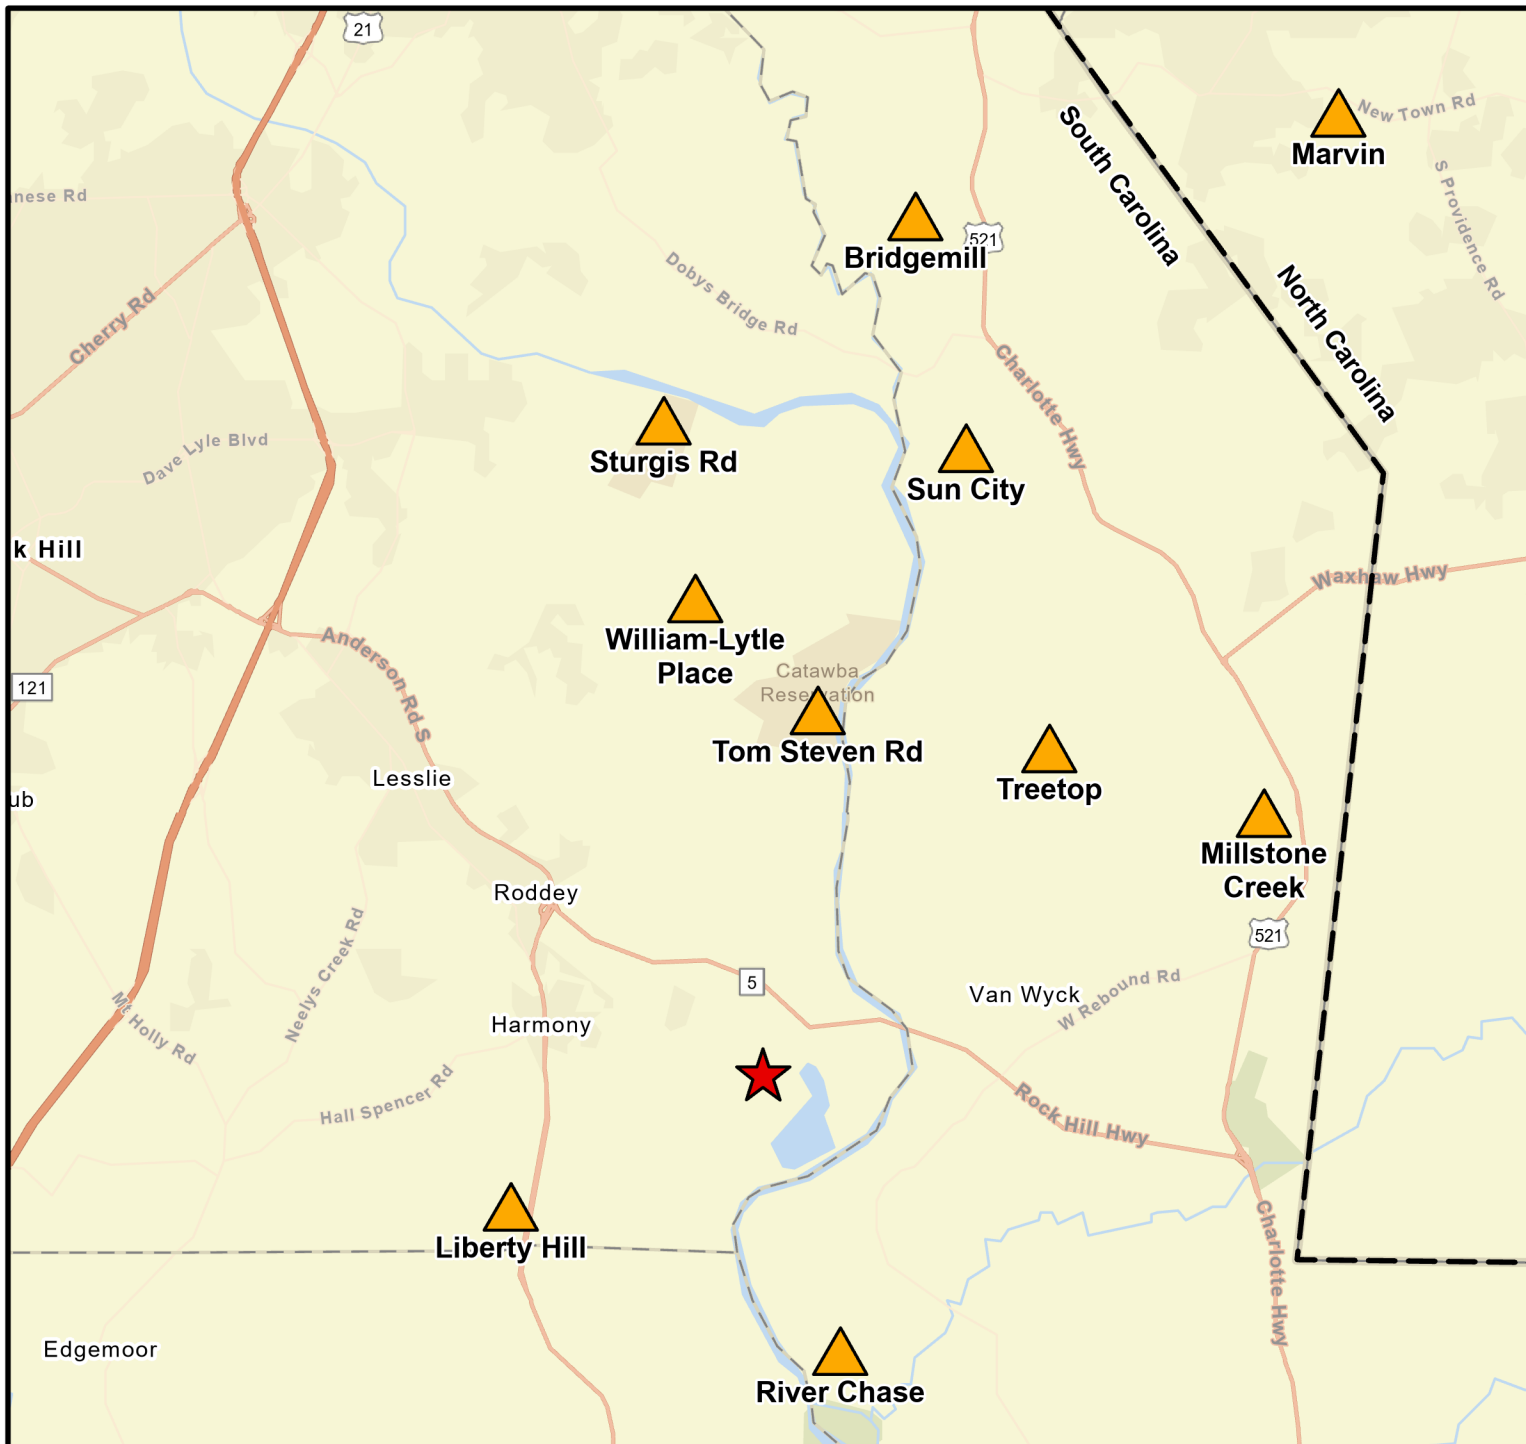 21
New Town Rd
Marvin
South Carolina
S Providence Rd
nese Rd
521
Bridgemill
North Carolina
Dobys Bridge Rd
Cherry Rd
Charlotte Hwy
Dave Lyle Blvd
Sturgis Rd
Sun City
k Hill
Waxhaw Hwy
William-Lytle
Place
Anderson Rd S
Catawba
Reservation
121
Tom Steven Rd
Lesslie
Treetop
ub
Millstone
Creek
Roddey
521
Neelys Creek Rd
5
Van Wyck
W Rebound Rd
Mt Holly Rd
Harmony
Hall Spencer Rd
Rock Hill Hwy
Liberty Hill
Charlotte Hwy
Edgemoor
River Chase